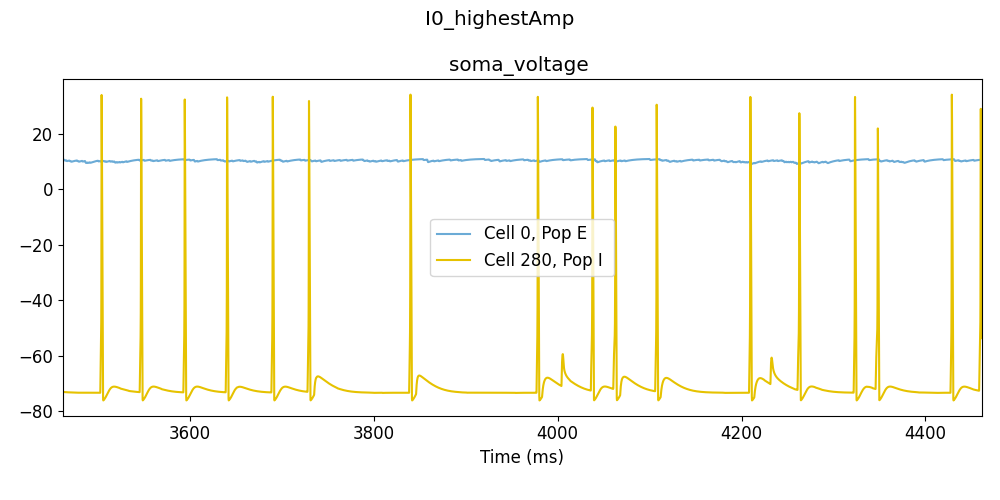 I0_highestAmp
soma_voltage
20
0
−20
−40
−60
−80
Cell 0, Pop E
Cell 280, Pop I
3600 3800 4000 4200 4400
Time (ms)